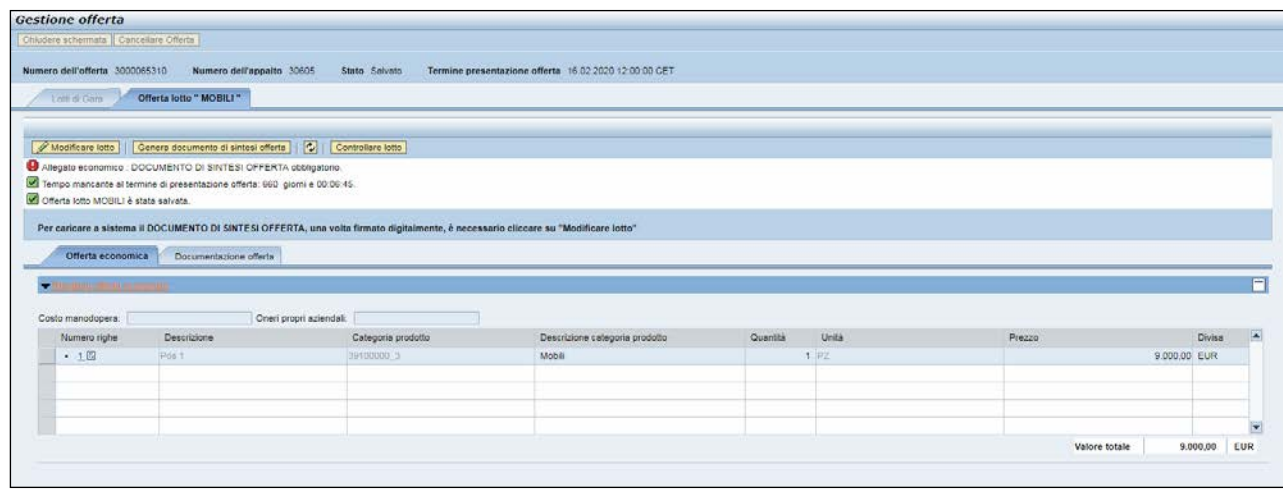 Gestione offerta
Chiudere schermata Cancellare Offerta
Numero dell'offerta 3000065310 Numero dell'appalto 30605 Stato Salvato Termine presentazione offerta 16.02.2020 12:00:00 CET
Lotti di Gara Offerta lotto " MOBILI "
Modificare lotto Genera documento di sintesi offerta Controllare lotto
Allegato economico : DOCUMENTO DI SINTESI OFFERTA obbligatorio.
Tempo mancante al termine di presentazione offerta: 660 giorni e 00:06:45.
Offerta lotto MOBILI è stata salvata.
Per caricare a sistema il DOCUMENTO DI SINTESI OFFERTA, una volta firmato digitalmente, è necessario cliccare su "Modificare lotto"
Offerta economica Documentazione offerta
Costo manodopera: Oneri propri aziendali:
Numero righe Descrizione Categoria prodotto Descrizione categoria prodotto Quantità Unità Prezzo Divisa
• 1 Pos 1 39100000_3 Mobili 1 PZ 9.000,00 EUR
Valore totale 9.000,00 EUR